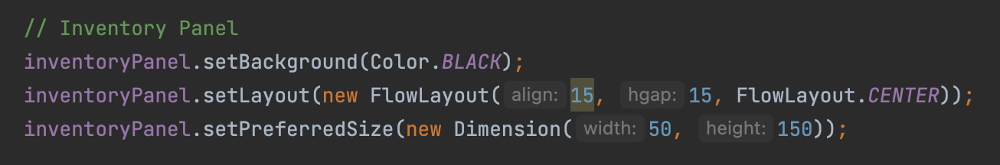 // Inventory Panel
inventoryPanel.setBackground(Color.BLACK);
inventoryPanel.setLayout(new FlowLayout( align: 15, hgap: 15, FlowLayout.CENTER));
inventoryPanel.setPreferredSize(new Dimension( width: 50, height: 150));